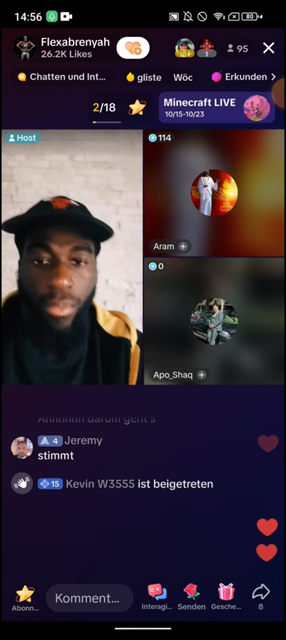 14:56
80
Flexabrenyah
26.2K Likes
95
Chatten und Int...
gliste
Wöc
Erkunden
2/18
Minecraft LIVE
10/15-10/23
Host
114
Aram +
0
Apo_Shaq +
4 Jeremy
stimmt
15 Kevin W3555 ist beigetreten
Abonn...
Komment...
Interagi...
Senden
Gesche...
8